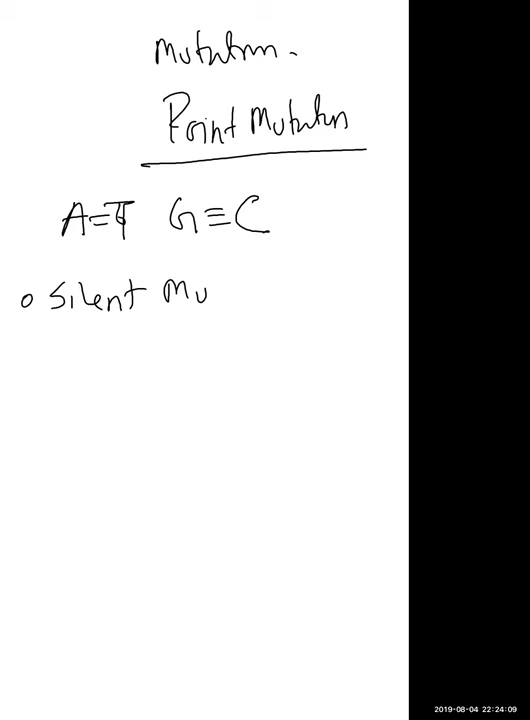 Mutation.
Point Mutation
A=T G≡C
o Silent Mu
2019-08-04 22:24:09